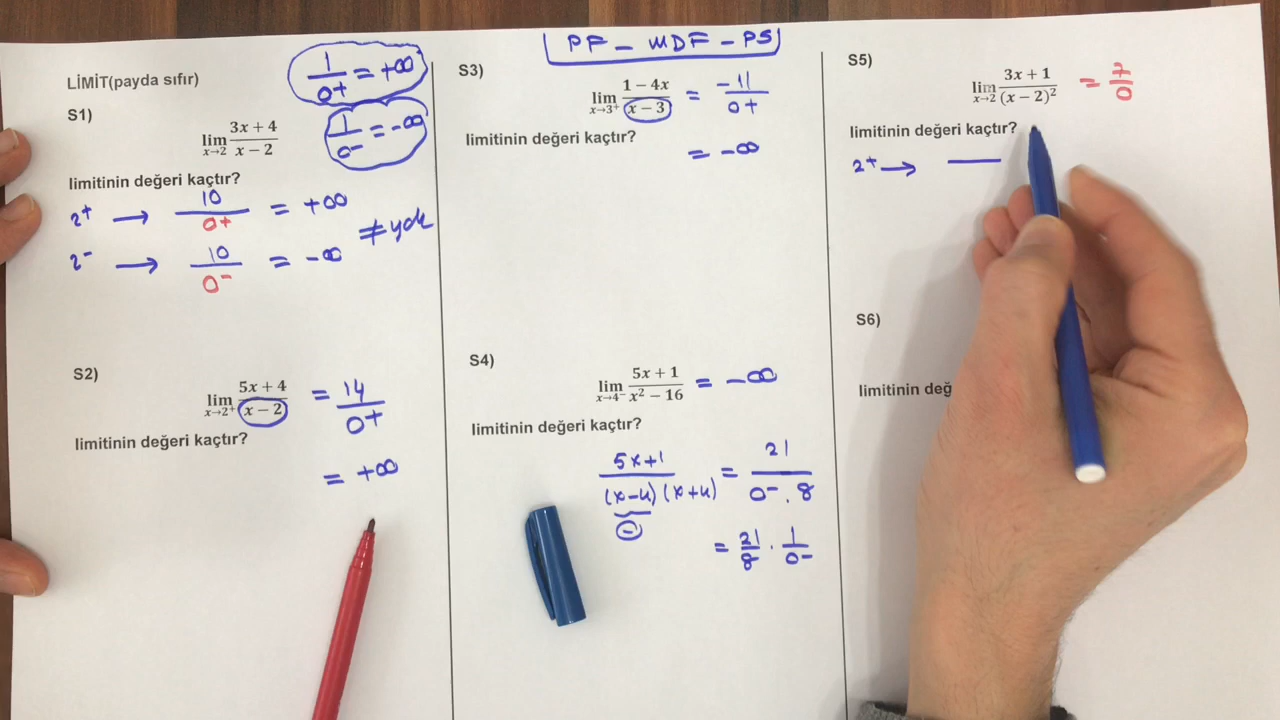 PF - MDF - PS
LİMİT(payda sıfır)
1/0+ = +∞
1/0- = -∞
S1)
lim x→2 3x + 4 / x − 2
limitinin değeri kaçtır?
2+ → 10/0+ = +∞
2- → 10/0- = -∞
≠ yok
S2)
lim x→2+ 5x + 4 / x − 2 = 14/0+
limitinin değeri kaçtır?
= +∞
S3)
lim x→3+ 1 − 4x / x − 3 = -11/0+
limitinin değeri kaçtır?
= -∞
S4)
lim x→4- 5x + 1 / x² − 16 = -∞
limitinin değeri kaçtır?
5x+1 / (x-4)(x+4) = 21 / 0- . 8
-
= 21/8 . 1/0-
S5)
lim x→2 3x + 1 / (x − 2)² = 7/0
limitinin değeri kaçtır?
2+ →
S6)
limitinin değ